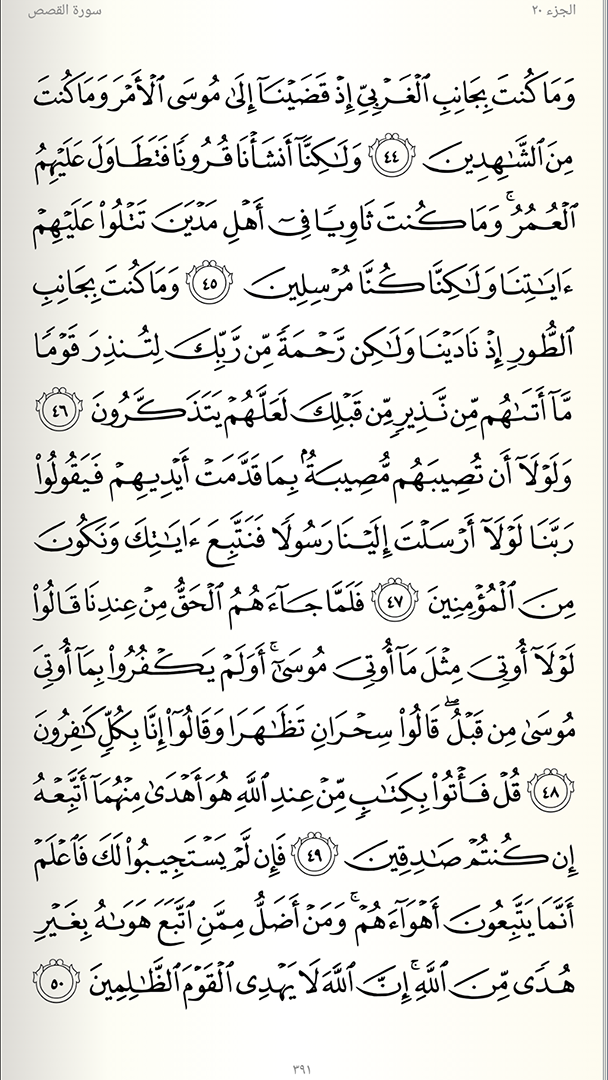 الجزء ٢٠
سورة القصص
وَمَا كُنتَ بِجَانِبِ ٱلْغَرْبِىِّ إِذْ قَضَيْنَآ إِلَىٰ مُوسَى ٱلْأَمْرَ وَمَا كُنتَ
مِنَ ٱلشَّـٰهِدِينَ ٤٤ وَلَـٰكِنَّآ أَنشَأْنَا قُرُونًا فَتَطَاوَلَ عَلَيْهِمُ
ٱلْعُمُرُ ۚ وَمَا كُنتَ ثَاوِيًا فِىٓ أَهْلِ مَدْيَنَ تَتْلُوا۟ عَلَيْهِمْ
ءَايَـٰتِنَا وَلَـٰكِنَّا كُنَّا مُرْسِلِينَ ٤٥ وَمَا كُنتَ بِجَانِبِ
ٱلطُّورِ إِذْ نَادَيْنَا وَلَـٰكِن رَّحْمَةً مِّن رَّبِّكَ لِتُنذِرَ قَوْمًا
مَّآ أَتَىٰهُم مِّن نَّذِيرٍ مِّن قَبْلِكَ لَعَلَّهُمْ يَتَذَكَّرُونَ ٤٦
وَلَوْلَآ أَن تُصِيبَهُم مُّصِيبَةٌۢ بِمَا قَدَّمَتْ أَيْدِيهِمْ فَيَقُولُوا۟
رَبَّنَا لَوْلَآ أَرْسَلْتَ إِلَيْنَا رَسُولًا فَنَتَّبِعَ ءَايَـٰتِكَ وَنَكُونَ
مِنَ ٱلْمُؤْمِنِينَ ٤٧ فَلَمَّا جَآءَهُمُ ٱلْحَقُّ مِنْ عِندِنَا قَالُوا۟
لَوْلَآ أُوتِىَ مِثْلَ مَآ أُوتِىَ مُوسَىٰٓ ۚ أَوَلَمْ يَكْفُرُوا۟ بِمَآ أُوتِىَ
مُوسَىٰ مِن قَبْلُ ۖ قَالُوا۟ سِحْرَانِ تَظَـٰهَرَا وَقَالُوٓا۟ إِنَّا بِكُلٍّ كَـٰفِرُونَ
٤٨ قُلْ فَأْتُوا۟ بِكِتَـٰبٍ مِّنْ عِندِ ٱللَّهِ هُوَ أَهْدَىٰ مِنْهُمَآ أَتَّبِعْهُ
إِن كُنتُمْ صَـٰدِقِينَ ٤٩ فَإِن لَّمْ يَسْتَجِيبُوا۟ لَكَ فَٱعْلَمْ
أَنَّمَا يَتَّبِعُونَ أَهْوَآءَهُمْ ۚ وَمَنْ أَضَلُّ مِمَّنِ ٱتَّبَعَ هَوَىٰهُ بِغَيْرِ
هُدًى مِّنَ ٱللَّهِ ۚ إِنَّ ٱللَّهَ لَا يَهْدِى ٱلْقَوْمَ ٱلظَّـٰلِمِينَ ٥٠
٣٩١